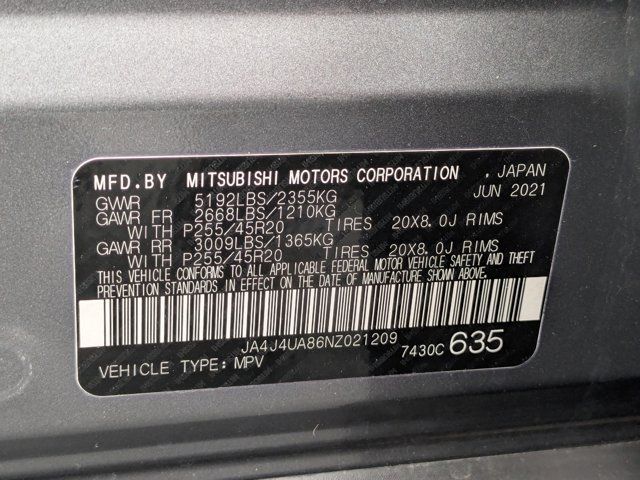 MFD.BY MITSUBISHI MOTORS CORPORATION . JAPAN
GVWR 5192LBS/2355KG JUN 2021
GAWR FR 2668LBS/1210KG
WITH P255/45R20 TIRES 20X8.0J RIMS
GAWR RR 3009LBS/1365KG
WITH P255/45R20 TIRES 20X8.0J RIMS
THIS VEHICLE CONFORMS TO ALL APPLICABLE FEDERAL MOTOR VEHICLE SAFETY AND THEFT
PREVENTION STANDARDS IN EFFECT ON THE DATE OF MANUFACTURE SHOWN ABOVE.
JA4J4UA86NZ021209
7430C 635
VEHICLE TYPE: MPV